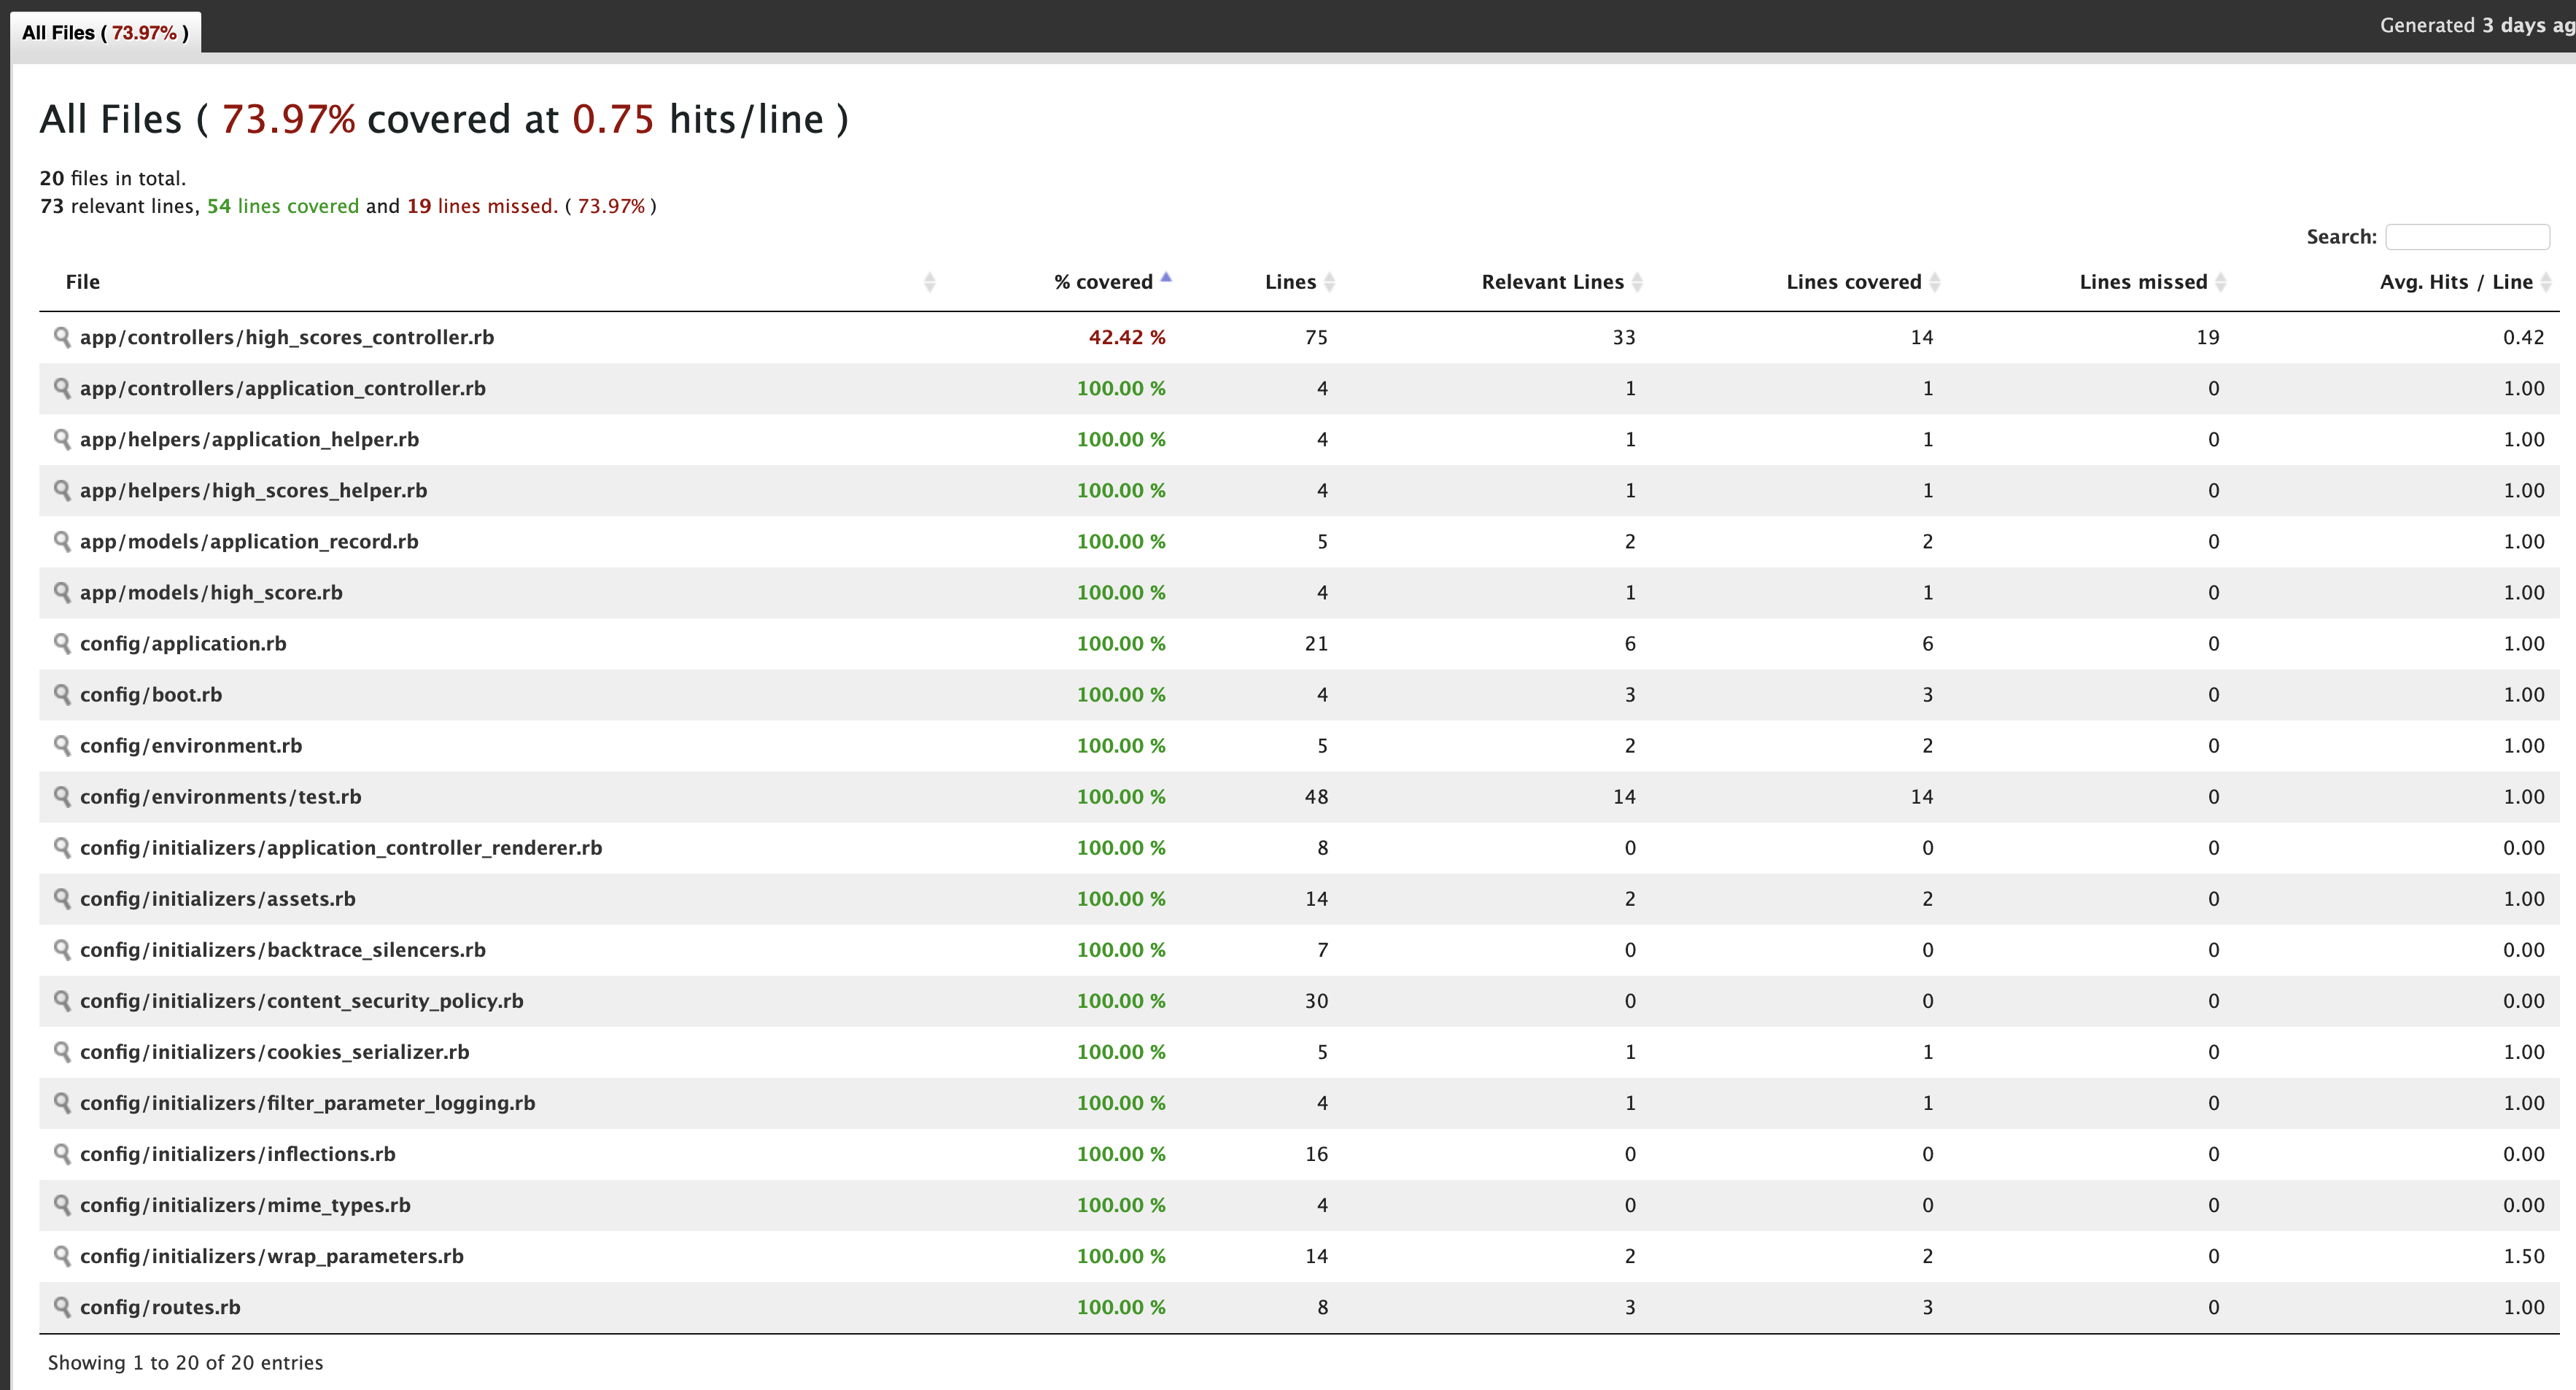 All Files ( 73.97% )
Generated 3 days ag
All Files ( 73.97% covered at 0.75 hits/line )
20 files in total.
73 relevant lines, 54 lines covered and 19 lines missed. ( 73.97% )
Search:
File % covered Lines Relevant Lines Lines covered Lines missed Avg. Hits / Line
app/controllers/high_scores_controller.rb 42.42 % 75 33 14 19 0.42
app/controllers/application_controller.rb 100.00 % 4 1 1 0 1.00
app/helpers/application_helper.rb 100.00 % 4 1 1 0 1.00
app/helpers/high_scores_helper.rb 100.00 % 4 1 1 0 1.00
app/models/application_record.rb 100.00 % 5 2 2 0 1.00
app/models/high_score.rb 100.00 % 4 1 1 0 1.00
config/application.rb 100.00 % 21 6 6 0 1.00
config/boot.rb 100.00 % 4 3 3 0 1.00
config/environment.rb 100.00 % 5 2 2 0 1.00
config/environments/test.rb 100.00 % 48 14 14 0 1.00
config/initializers/application_controller_renderer.rb 100.00 % 8 0 0 0 0.00
config/initializers/assets.rb 100.00 % 14 2 2 0 1.00
config/initializers/backtrace_silencers.rb 100.00 % 7 0 0 0 0.00
config/initializers/content_security_policy.rb 100.00 % 30 0 0 0 0.00
config/initializers/cookies_serializer.rb 100.00 % 5 1 1 0 1.00
config/initializers/filter_parameter_logging.rb 100.00 % 4 1 1 0 1.00
config/initializers/inflections.rb 100.00 % 16 0 0 0 0.00
config/initializers/mime_types.rb 100.00 % 4 0 0 0 0.00
config/initializers/wrap_parameters.rb 100.00 % 14 2 2 0 1.50
config/routes.rb 100.00 % 8 3 3 0 1.00
Showing 1 to 20 of 20 entries